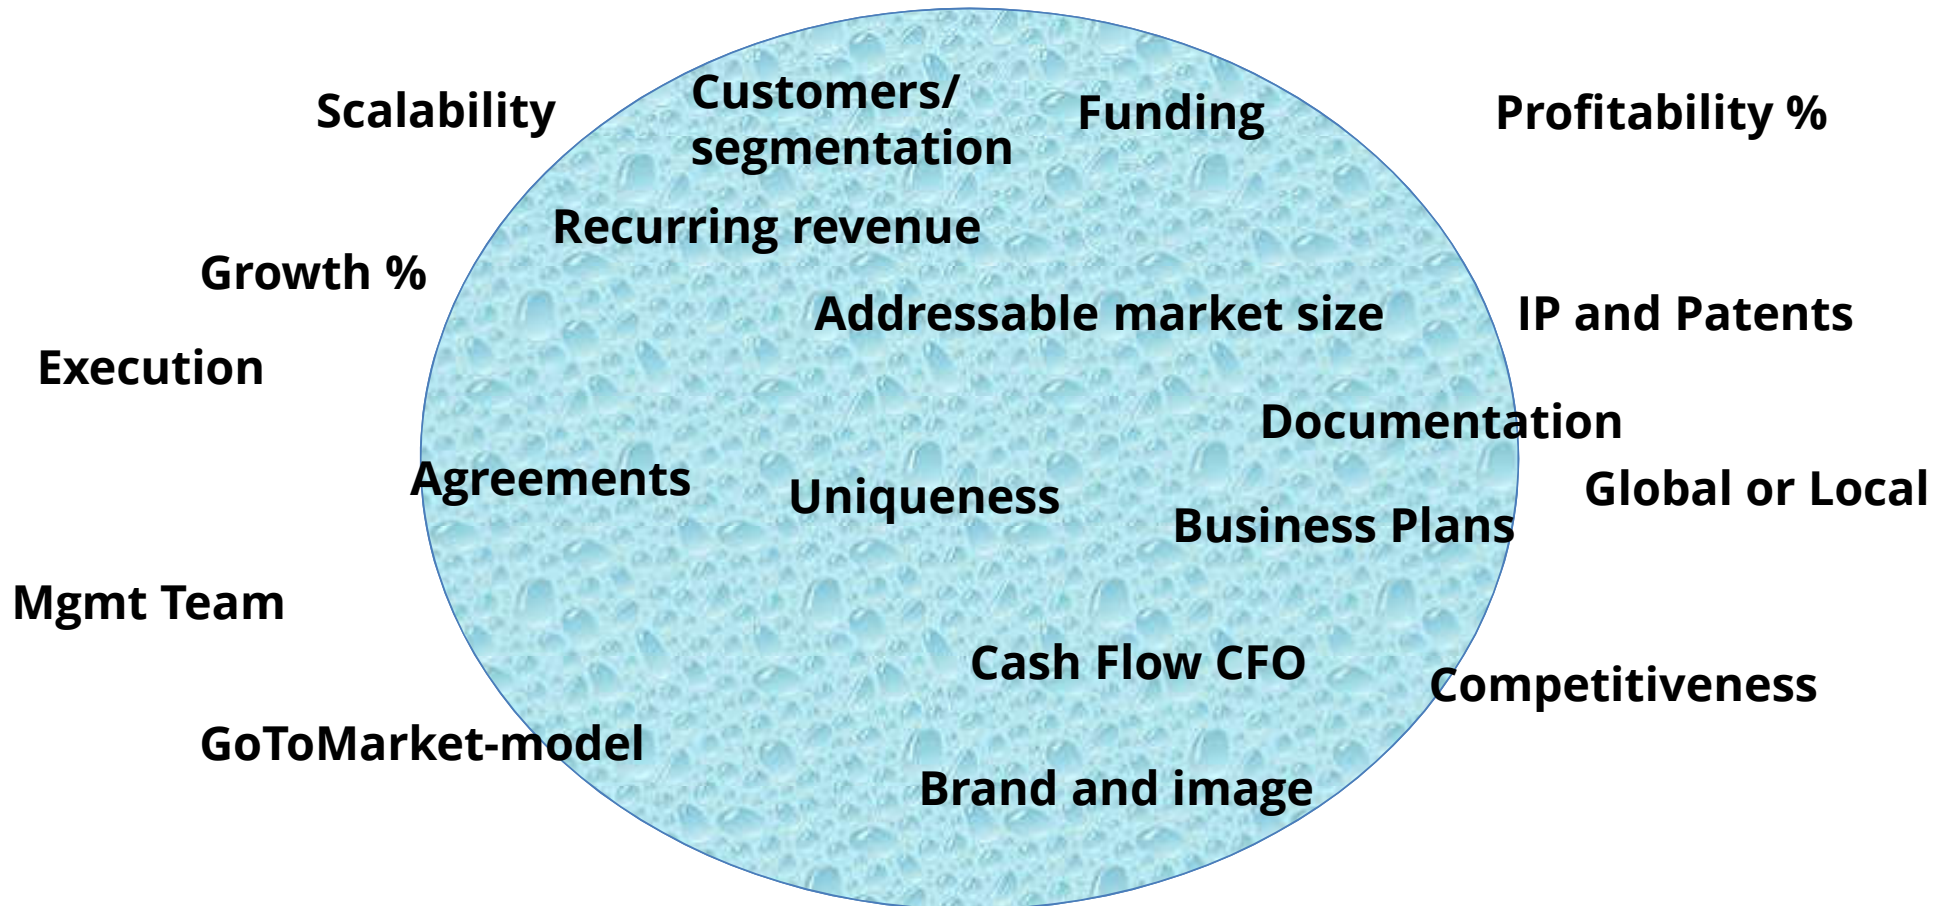 Scalability
Customers/
segmentation
Funding
Profitability %
Recurring revenue
Growth %
Addressable market size
IP and Patents
Execution
Documentation
Agreements
Uniqueness
Global or Local
Business Plans
Mgmt Team
Cash Flow CFO
Competitiveness
GoToMarket-model
Brand and image